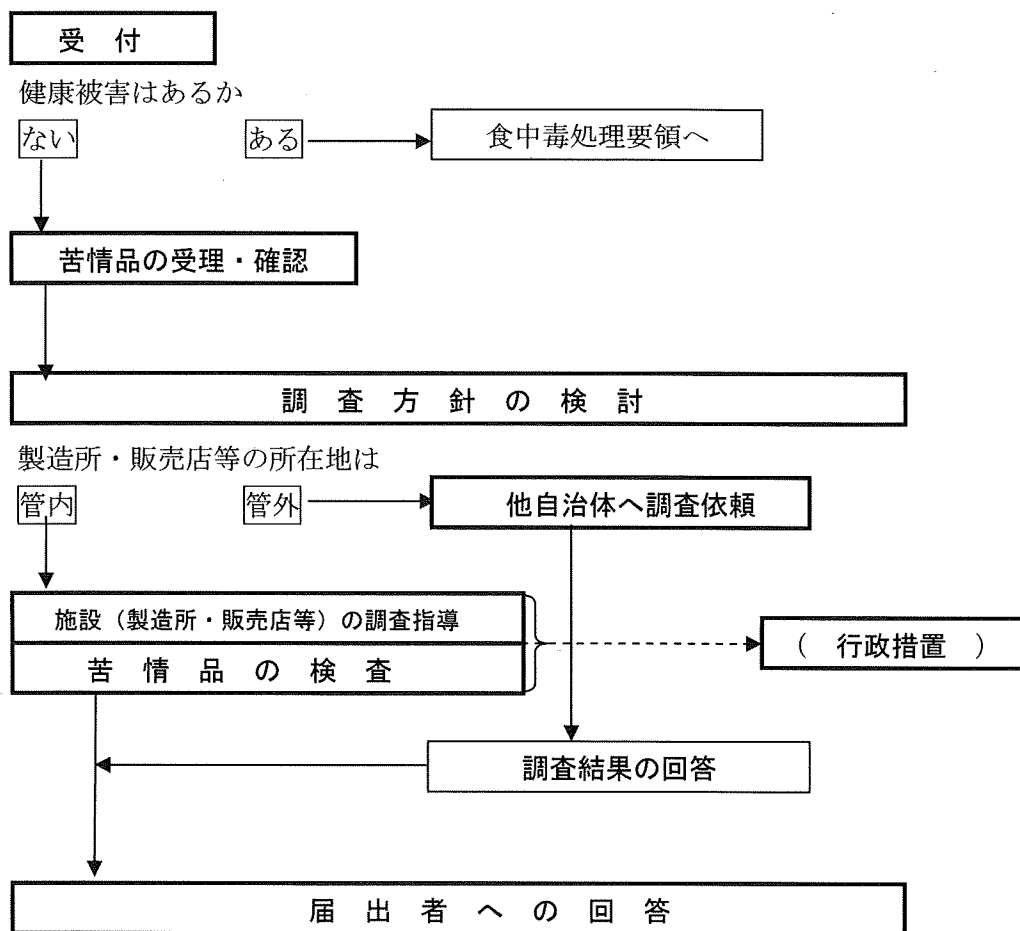 受　付
健康被害はあるか
ない　ある　食中毒処理要領へ
苦情品の受理・確認
調　査　方　針　の　検　討
製造所・販売店等の所在地は
管内　管外　他自治体へ調査依頼
施設（製造所・販売店等）の調査指導
（　行政措置　）
苦　情　品　の　検　査
調査結果の回答
届　出　者　へ　の　回　答